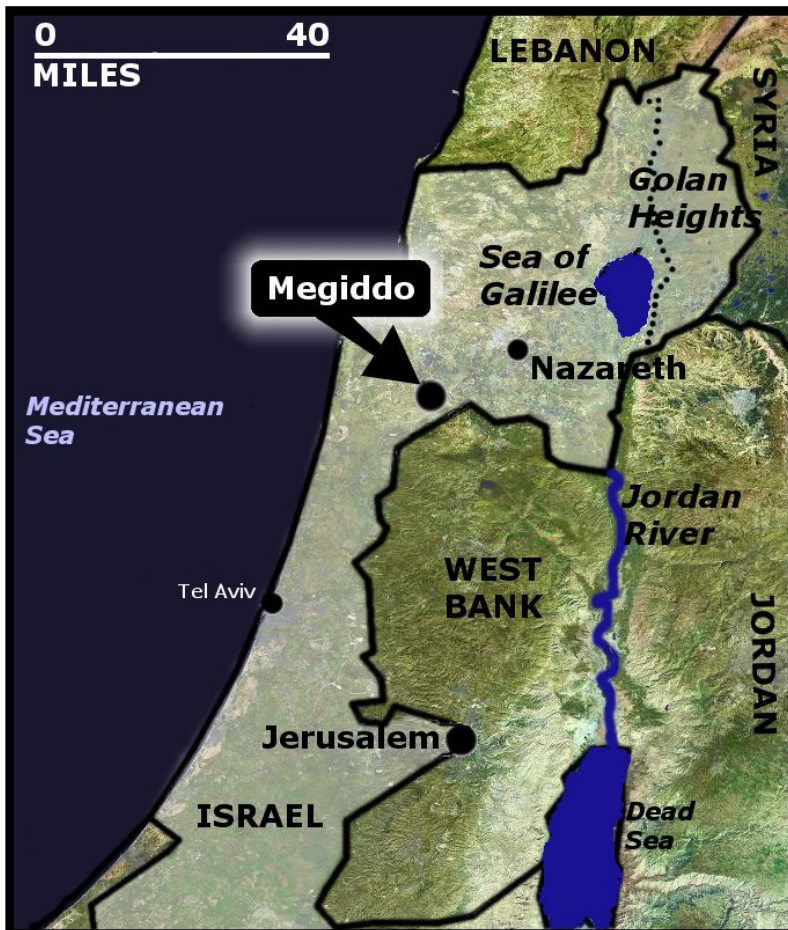 0 40
MILES
LEBANON
SYRIA
Golan
Heights
Sea of
Galilee
Megiddo
Nazareth
Mediterranean
Sea
Jordan
River
WEST
BANK
Tel Aviv
JORDAN
Jerusalem
ISRAEL
Dead
Sea